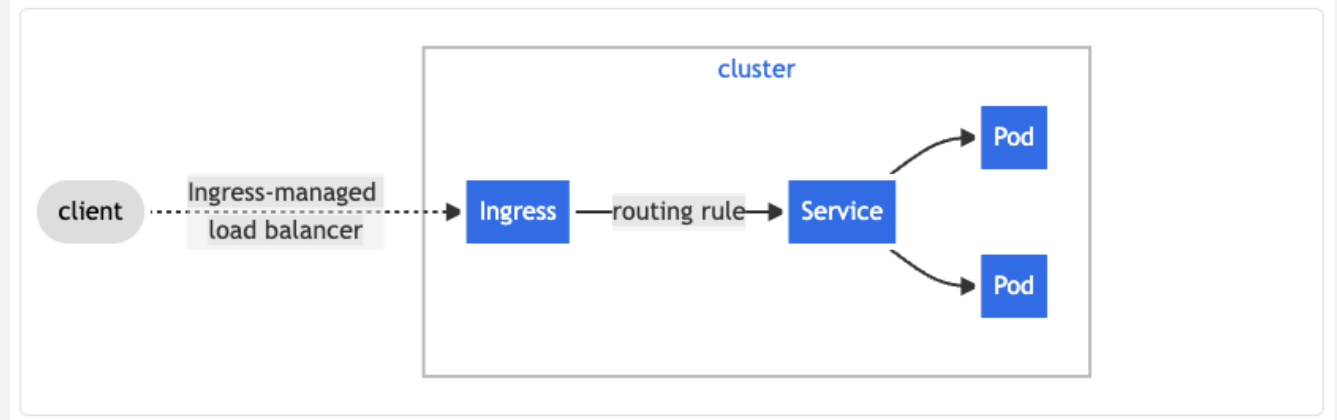 cluster
Pod
client
Ingress-managed
load balancer
Ingress
routing rule
Service
Pod